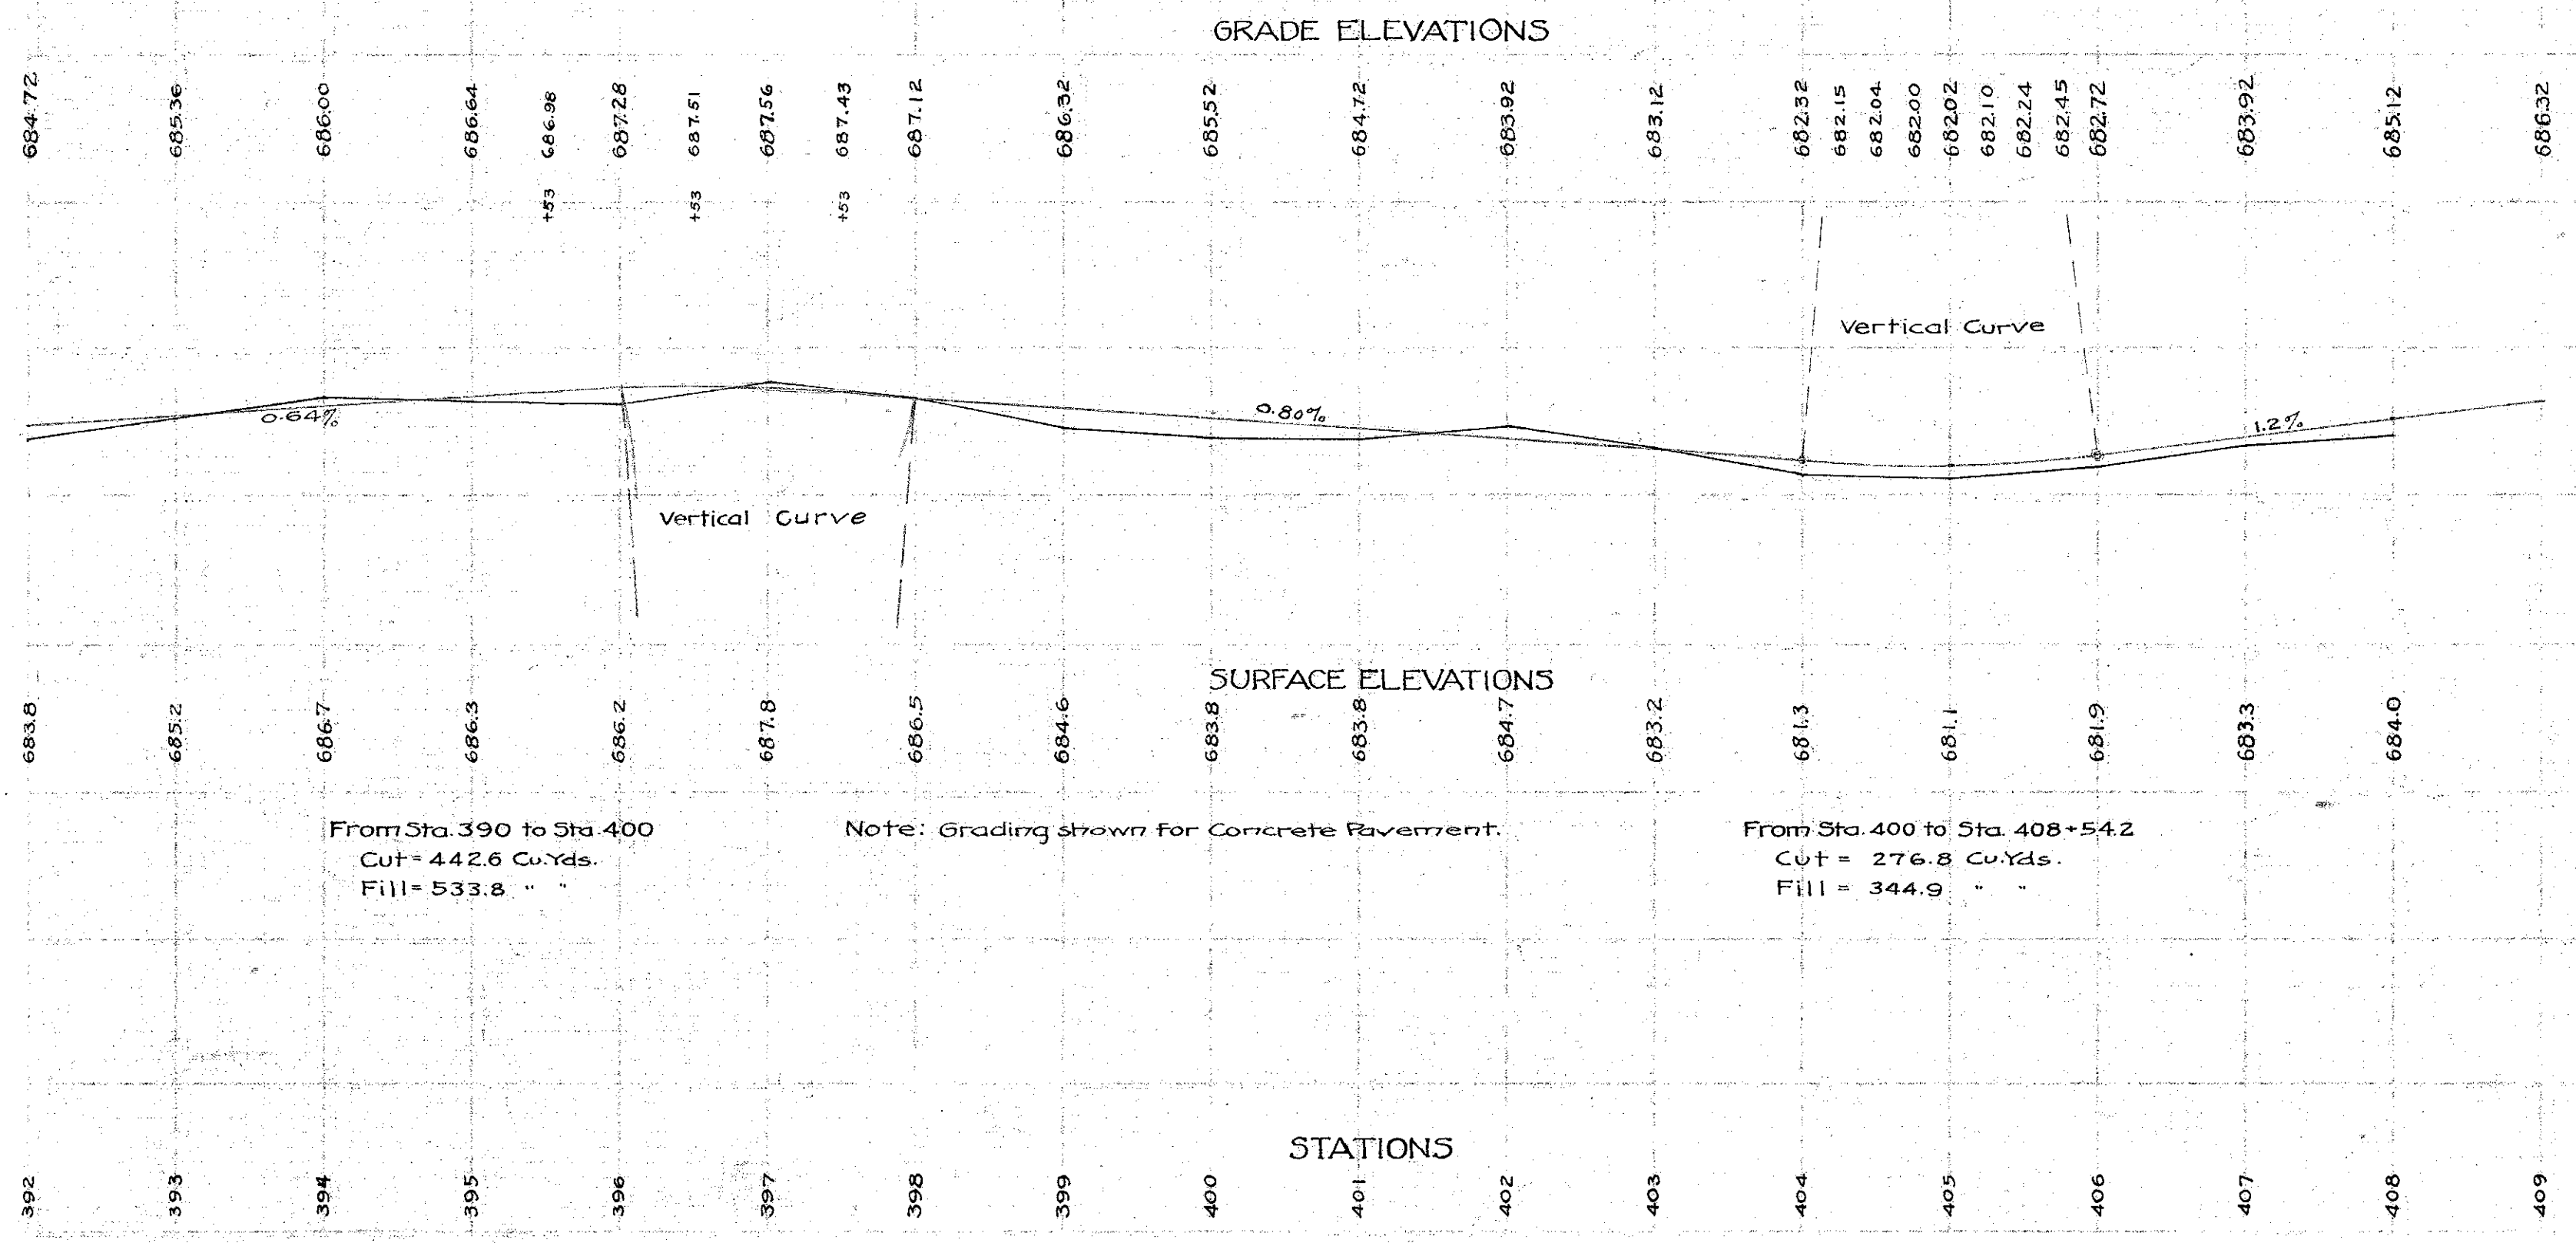 GRADE ELEVATIONS
684.72 685.36 686.00 686.64 686.98 687.28 687.51 687.56 687.43 687.12 686.32 685.52 684.72 683.92 683.12 682.32 682.15 682.04 682.00 682.02 682.10 682.24 682.45 682.72 683.92 685.12 686.32
+53 +53 +53
Vertical Curve
0.64% 0.80% 1.2%
Vertical Curve
SURFACE ELEVATIONS
683.8 685.2 686.7 686.3 686.2 687.8 686.5 684.6 683.8 683.8 684.7 683.2 681.3 681.1 681.9 683.3 684.0
From Sta. 390 to Sta. 400
Cut = 442.6 Cu.Yds.
Fill = 533.8 " "
Note: Grading shown for Concrete Pavement.
From Sta. 400 to Sta. 408+54.2
Cut = 276.8 Cu.Yds.
Fill = 344.9 " "
STATIONS
392 393 394 395 396 397 398 399 400 401 402 403 404 405 406 407 408 409